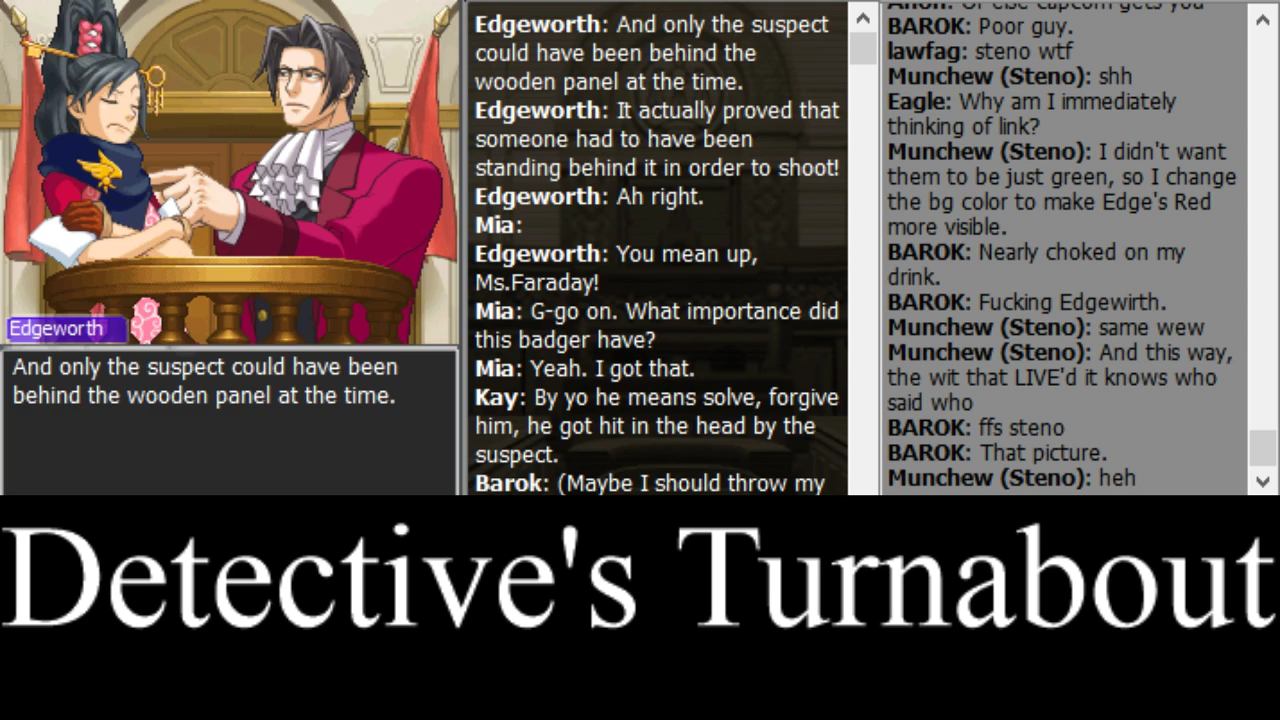 Edgeworth
And only the suspect could have been
behind the wooden panel at the time.
Edgeworth: And only the suspect
could have been behind the
wooden panel at the time.
Edgeworth: It actually proved that
someone had to have been
standing behind it in order to shoot!
Edgeworth: Ah right.
Mia:
Edgeworth: You mean up,
Ms.Faraday!
Mia: G-go on. What importance did
this badger have?
Mia: Yeah. I got that.
Kay: By yo he means solve, forgive
him, he got hit in the head by the
suspect.
Barok: (Maybe I should throw my
Anon: Or else capcom gets you
BAROK: Poor guy.
lawfag: steno wtf
Munchew (Steno): shh
Eagle: Why am I immediately
thinking of link?
Munchew (Steno): I didn't want
them to be just green, so I change
the bg color to make Edge's Red
more visible.
BAROK: Nearly choked on my
drink.
BAROK: Fucking Edgewirth.
Munchew (Steno): same wew
Munchew (Steno): And this way,
the wit that LIVE'd it knows who
said who
BAROK: ffs steno
BAROK: That picture.
Munchew (Steno): heh
Detective's Turnabout